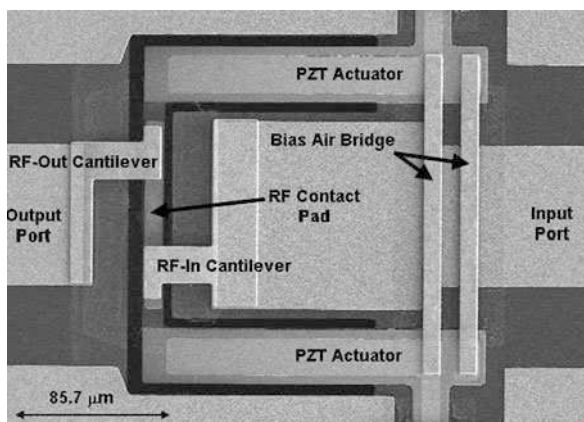 PZT Actuator
Bias Air Bridge
RF-Out Cantilever
RF Contact
Pad
Output
Port
Input
Port
RF-In Cantilever
PZT Actuator
85.7 μm